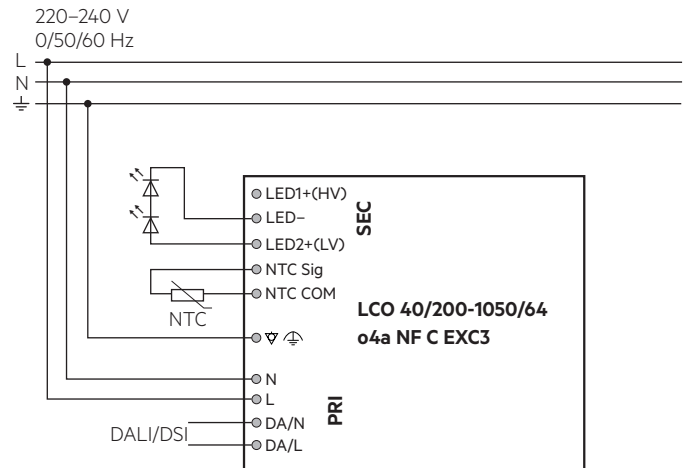 220–240 V
0/50/60 Hz
L
N
LED1+(HV)
LED–
LED2+(LV)
SEC
NTC Sig
NTC COM
NTC
LCO 40/200-1050/64
o4a NF C EXC3
N
L
PRI
DA/N
DALI/DSI
DA/L